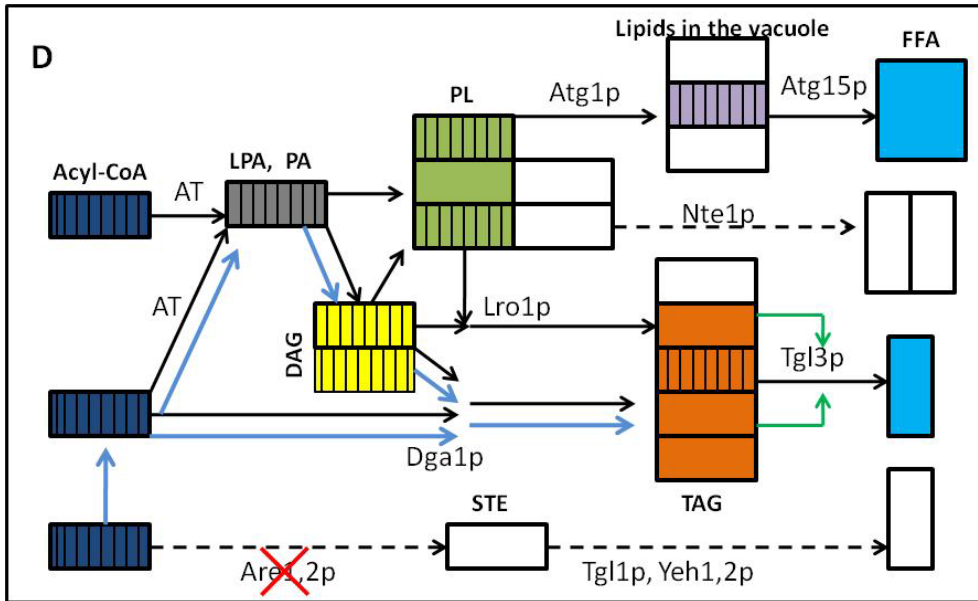 D
Lipids in the vacuole
FFA
PL
Atg1p
Atg15p
Acyl-CoA
LPA, PA
AT
Nte1p
AT
Lro1p
DAG
Tgl3p
Dga1p
STE
TAG
Are1,2p
Tgl1p, Yeh1,2p